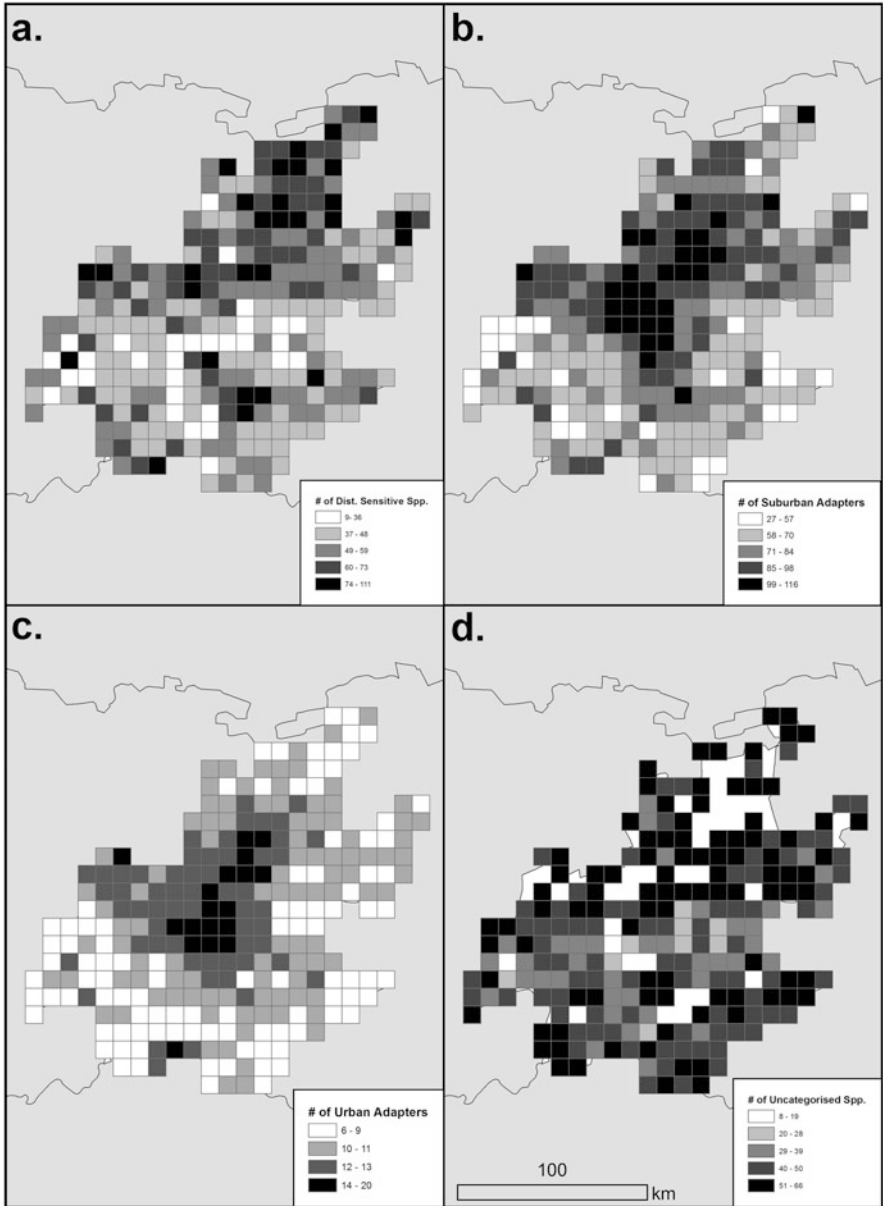 a.
# of Dist. Sensitive Spp.
9- 36
37 - 48
49 - 59
60 - 73
74 - 111
b.
# of Suburban Adapters
27 - 57
58 - 70
71 - 84
85 - 98
99 - 116
c.
# of Urban Adapters
6 - 9
10 - 11
12 - 13
14 - 20
d.
# of Uncategorised Spp.
8 - 19
20 - 28
29 - 39
40 - 50
51 - 66
100
km